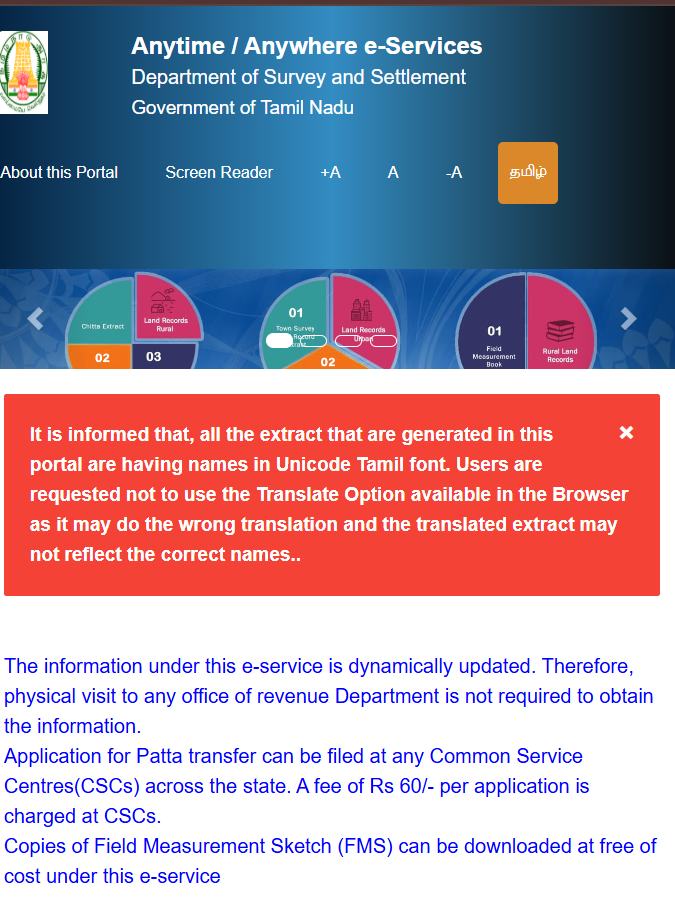 Anytime / Anywhere e-Services
Department of Survey and Settlement
Government of Tamil Nadu
About this Portal
Screen Reader
+A
A
-A
தமிழ்
Chitta Extract
Land Records
Rural
02
03
01
Town Survey
Record
Land Records
Urban
02
01
Field
Measurement
Book
Rural Land
Records
It is informed that, all the extract that are generated in this
portal are having names in Unicode Tamil font. Users are
requested not to use the Translate Option available in the Browser
as it may do the wrong translation and the translated extract may
not reflect the correct names..
The information under this e-service is dynamically updated. Therefore,
physical visit to any office of revenue Department is not required to obtain
the information.
Application for Patta transfer can be filed at any Common Service
Centres(CSCs) across the state. A fee of Rs 60/- per application is
charged at CSCs.
Copies of Field Measurement Sketch (FMS) can be downloaded at free of
cost under this e-service